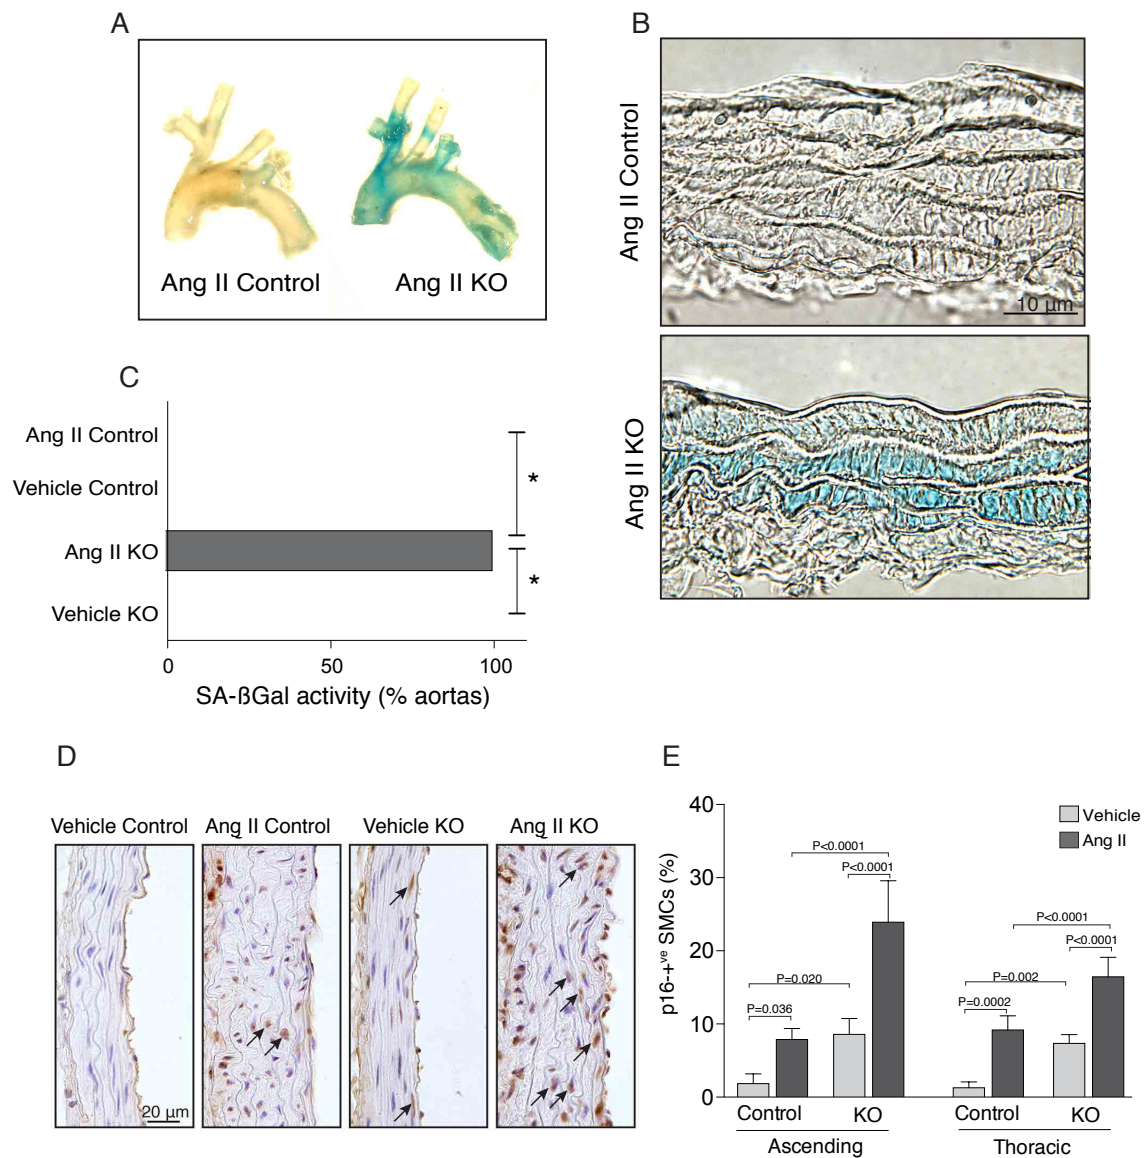 A
Ang II Control
Ang II KO
B
Ang II Control
10 µm
Ang II KO
C
Ang II Control
Vehicle Control
Ang II KO
Vehicle KO
*
*
0 50 100
SA-ßGal activity (% aortas)
D
Vehicle Control Ang II Control Vehicle KO Ang II KO
20 µm
E
p16-+ve SMCs (%)
40
30
20
10
0
Vehicle
Ang II
P<0.0001
P<0.0001
P=0.020
P=0.036
P<0.0001
P<0.0001
P=0.002
P=0.0002
Control KO Control KO
Ascending Thoracic